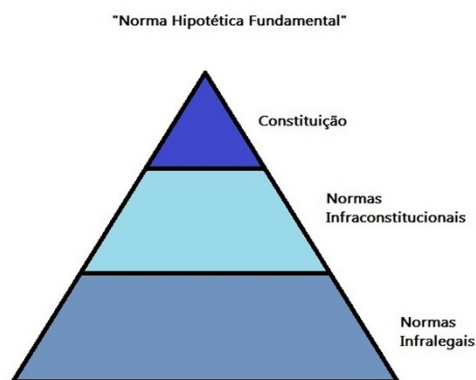 "Norma Hipotética Fundamental"
Constituição
Normas
Infraconstitucionais
Normas
Infralegais